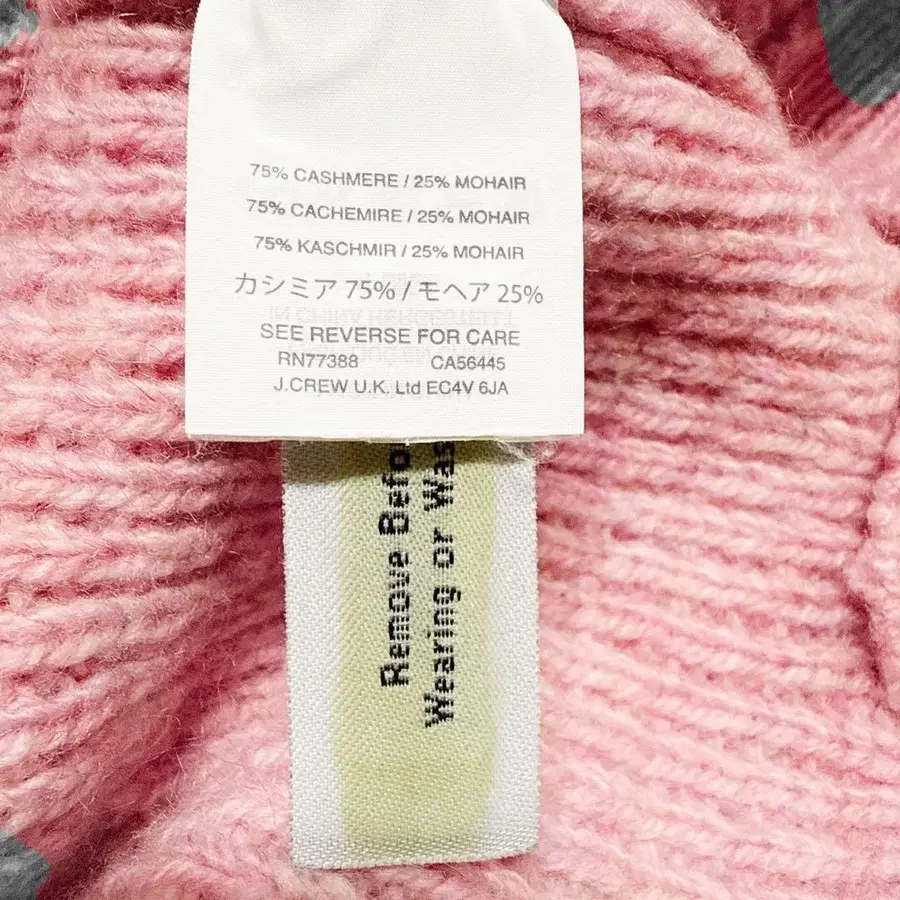 75% CASHMERE / 25% MOHAIR
75% CACHEMIRE / 25% MOHAIR
75% KASCHMIR / 25% MOHAIR
カシミア 75% / モヘア 25%
SEE REVERSE FOR CARE
RN77388 CA56445
J.CREW U.K. Ltd EC4V 6JA
Remove Befo
Wearing or Was